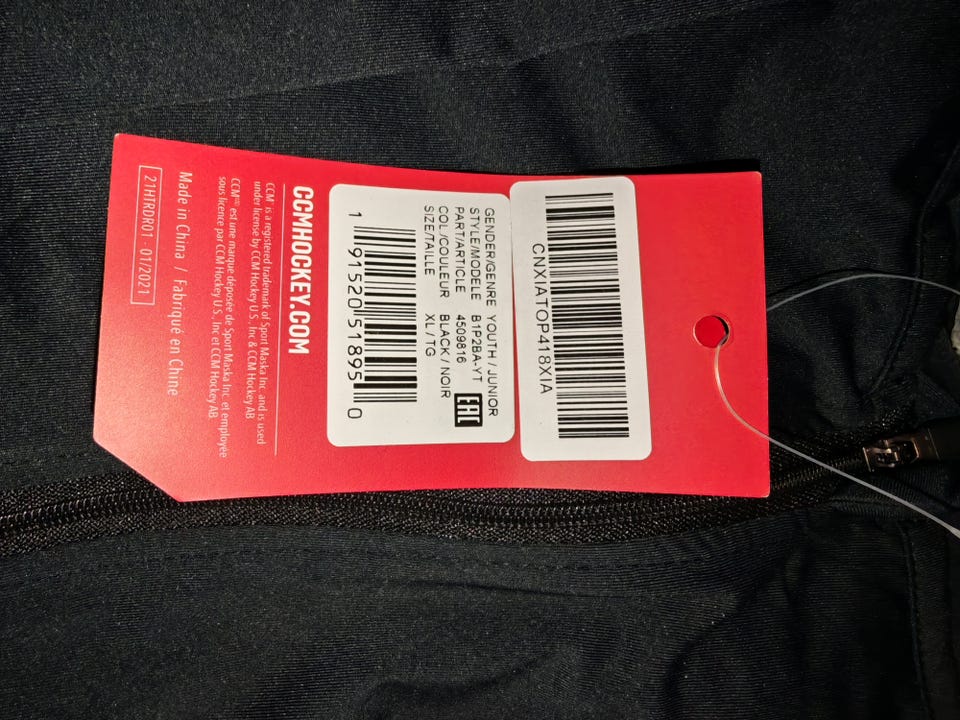 CNXIATOP418XIA
GENDER/GENRE YOUTH / JUNIOR
STYLE/MODELE B1P2BA-YT
PART/ARTICLE 4509816
COL./COULEUR BLACK / NOIR
SIZE/TAILLE XL / TG
EAC
1 91520 51895 0
CCMHOCKEY.COM
CCM® is a registered trademark of Sport Maska Inc. and is used
under license by CCM Hockey U.S., Inc & CCM Hockey AB
CCMMD est une marque déposée de Sport Maska Inc. et employée
sous licence par CCM Hockey U.S., Inc et CCM Hockey AB
Made in China / Fabriqué en Chine
21HTRDR01 - 01/2021